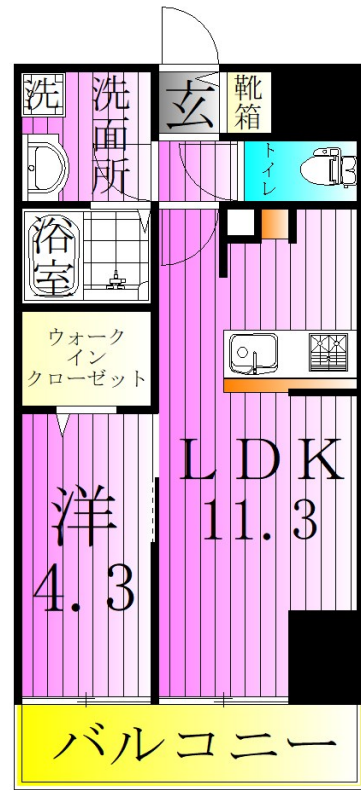 洗
洗面所
玄
靴箱
トイレ
浴室
ウォーク
イン
クローゼット
LDK
11.3
洋
4.3
バルコニー